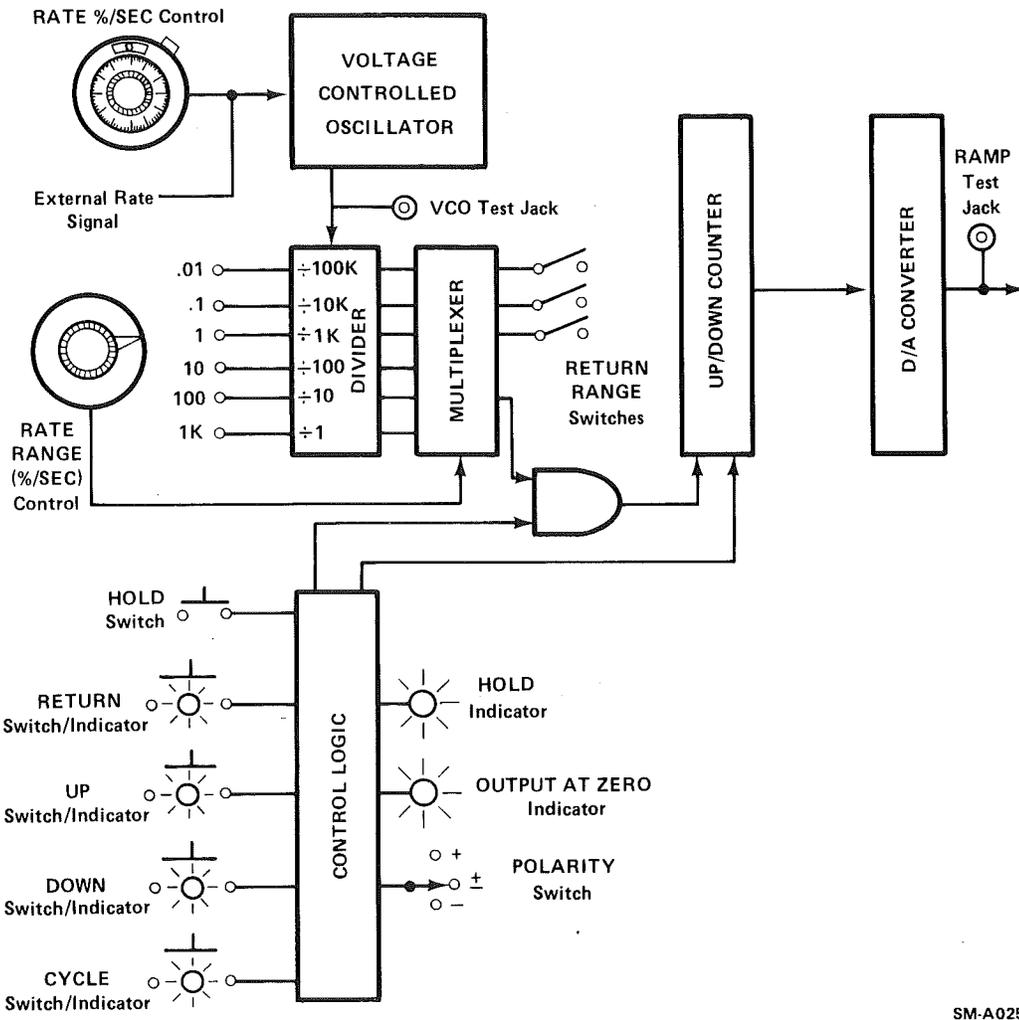 RATE %/SEC Control
0
VOLTAGE
CONTROLLED
OSCILLATOR
External Rate
Signal
VCO Test Jack
RAMP
Test
Jack
.01
÷100K
.1
÷10K
1
÷1K
10
÷100
100
÷10
1K
÷1
DIVIDER
MULTIPLEXER
RETURN
RANGE
Switches
UP/DOWN COUNTER
D/A CONVERTER
RATE
RANGE
(%/SEC)
Control
HOLD
Switch
RETURN
Switch/Indicator
UP
Switch/Indicator
DOWN
Switch/Indicator
CYCLE
Switch/Indicator
CONTROL LOGIC
HOLD
Indicator
OUTPUT AT ZERO
Indicator
+
±
−
POLARITY
Switch
SM-A025